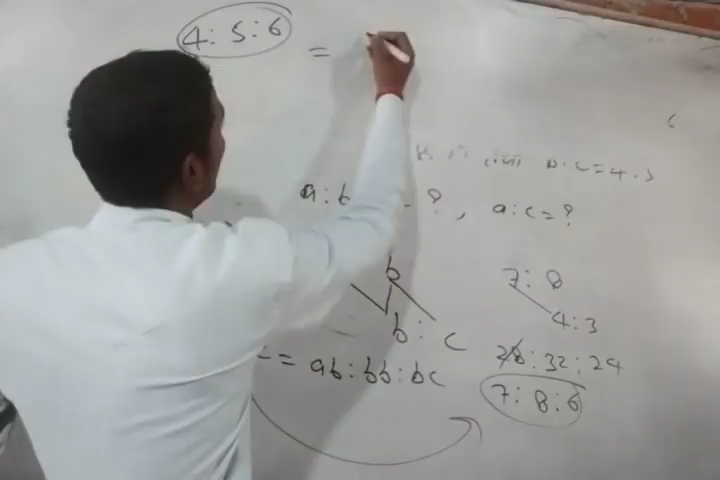 4 : 5 : 6 =
b : c = 4 : 3
a : b
= ? , a : c = ?
b
7 : 8
b : c
4 : 3
c = ab : bb : bc
28 : 32 : 24
7 : 8 : 6